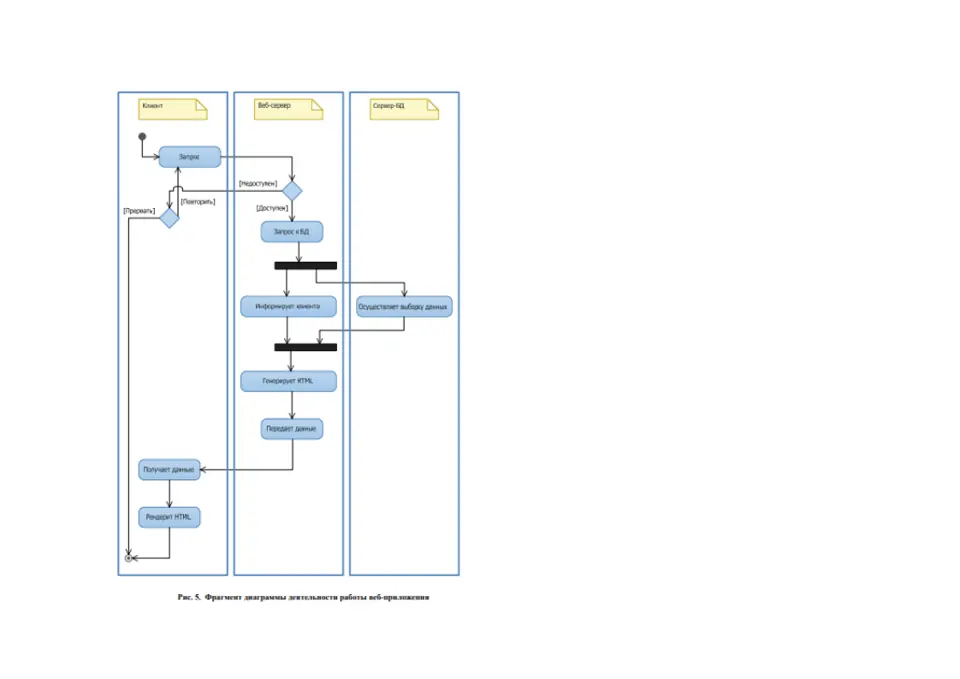 Клиент
Веб-сервер
Сервер-БД
Запрос
[Недоступен]
[Повторить]
[Прервать]
[Доступен]
Запрос к БД
Информирует клиента
Осуществляет выборку данных
Генерирует HTML
Передает данные
Получает данные
Рендерит HTML
Рис. 5. Фрагмент диаграммы деятельности работы веб-приложения